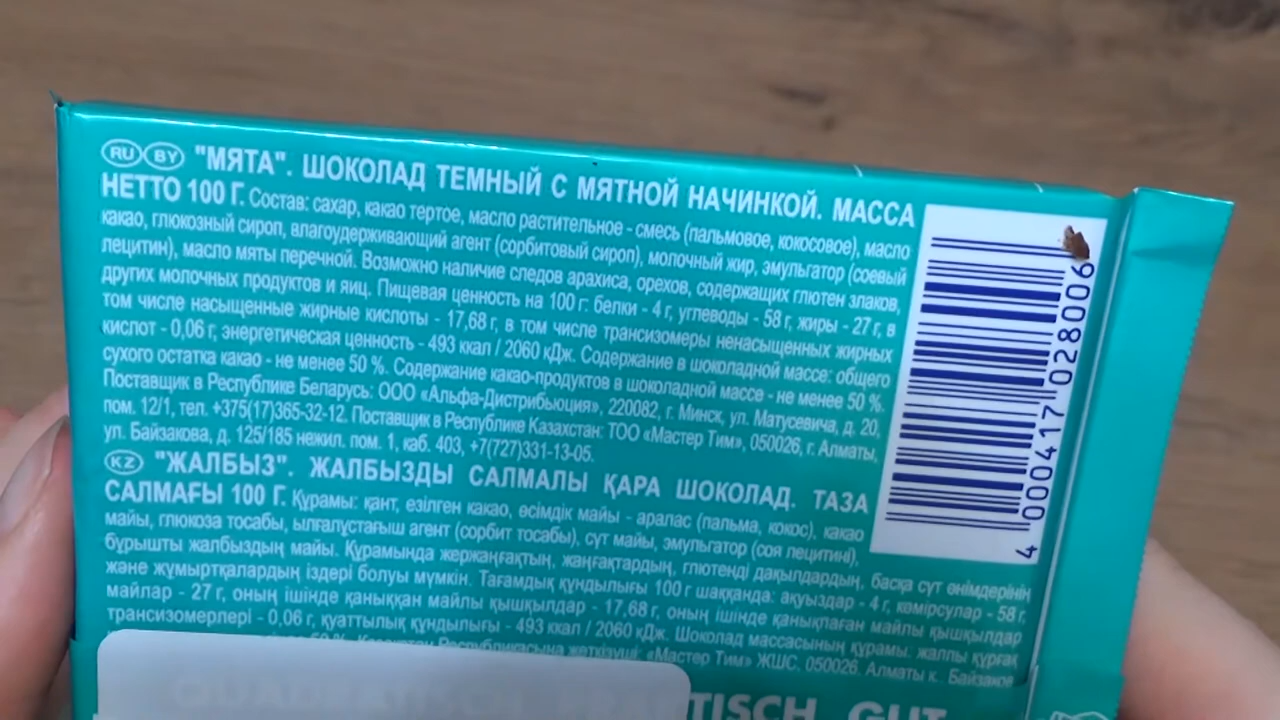 RU BY "МЯТА". ШОКОЛАД ТЕМНЫЙ С МЯТНОЙ НАЧИНКОЙ. МАССА
НЕТТО 100 Г. Состав: сахар, какао тертое, масло растительное - смесь (пальмовое, кокосовое), масло
какао, глюкозный сироп, влагоудерживающий агент (сорбитовый сироп), молочный жир, эмульгатор (соевый
лецитин), масло мяты перечной. Возможно наличие следов арахиса, орехов, содержащих глютен злаков,
других молочных продуктов и яиц. Пищевая ценность на 100 г: белки - 4 г, углеводы - 58 г, жиры - 27 г, в
том числе насыщенные жирные кислоты - 17,68 г, в том числе трансизомеры ненасыщенных жирных
кислот - 0,06 г, энергетическая ценность - 493 ккал / 2060 кДж. Содержание в шоколадной массе: общего
сухого остатка какао - не менее 50 %. Содержание какао-продуктов в шоколадной массе - не менее 50 %.
Поставщик в Республике Беларусь: ООО «Альфа-Дистрибьюция», 220082, г. Минск, ул. Матусевича, д. 20,
пом. 12/1, тел. +375(17)365-32-12. Поставщик в Республике Казахстан: ТОО «Мастер Тим», 050026, г. Алматы,
ул. Байзакова, д. 125/185 нежил. пом. 1, каб. 403, +7(727)331-13-05.
KZ "ЖАЛБЫЗ". ЖАЛБЫЗДЫ САЛМАЛЫ ҚАРА ШОКОЛАД. ТАЗА
САЛМАҒЫ 100 Г. Құрамы: қант, езілген какао, өсімдік майы - аралас (пальма, кокос), какао
майы, глюкоза тосабы, ылғалұстағыш агент (сорбит тосабы), сүт майы, эмульгатор (соя лецитині),
бұрышты жалбыздың майы. Құрамында жержаңғақтың, жаңғақтардың, глютенді дақылдардың, басқа сүт өнімдерінің
және жұмыртқалардың іздері болуы мүмкін. Тағамдық құндылығы 100 г шаққанда: ақуыздар - 4 г, көмірсулар - 58 г,
майлар - 27 г, оның ішінде қаныққан майлы қышқылдар - 17,68 г, оның ішінде қанықпаған майлы қышқылдар
трансизомерлері - 0,06 г, қуаттылық құндылығы - 493 ккал / 2060 кДж. Шоколад массасының құрамы: жалпы құрғақ
50 %. Қазақстан Республикасына жеткізуші: «Мастер Тим» ЖШС, 050026, Алматы қ., Байзаков
GUT
4 000417 028006